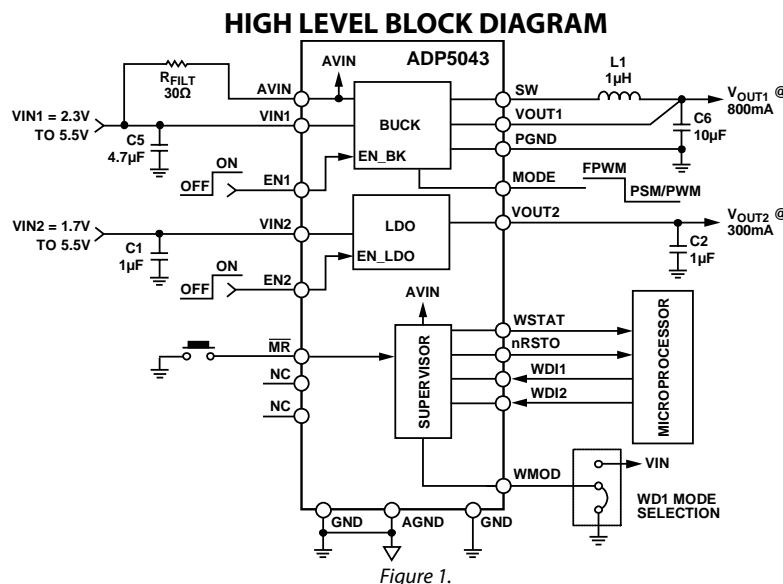 HIGH LEVEL BLOCK DIAGRAM
ADP5043
RFILT
30Ω
AVIN
AVIN
VIN1 = 2.3V
TO 5.5V
VIN1
C5
4.7µF
BUCK
EN_BK
ON
OFF
EN1
SW
L1
1µH
VOUT1 @
800mA
VOUT1
C6
10µF
PGND
MODE
FPWM
PSM/PWM
VIN2 = 1.7V
TO 5.5V
VIN2
C1
1µF
LDO
EN_LDO
ON
OFF
EN2
VOUT2
VOUT2 @
300mA
C2
1µF
AVIN
MR
NC
NC
SUPERVISOR
WSTAT
nRSTO
WDI1
WDI2
MICROPROCESSOR
WMOD
VIN
WD1 MODE
SELECTION
GND
AGND
GND
Figure 1.